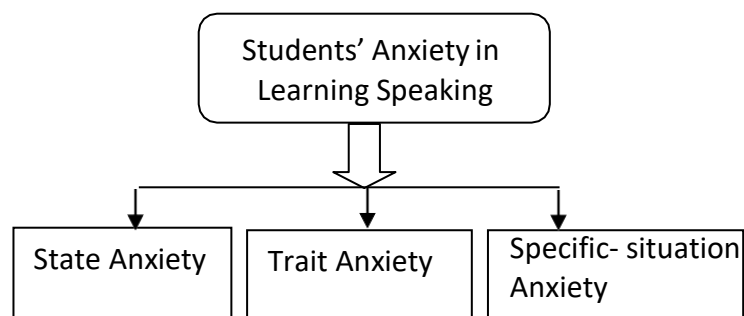 Students’ Anxiety in
Learning Speaking
State Anxiety
Trait Anxiety
Specific- situation
Anxiety